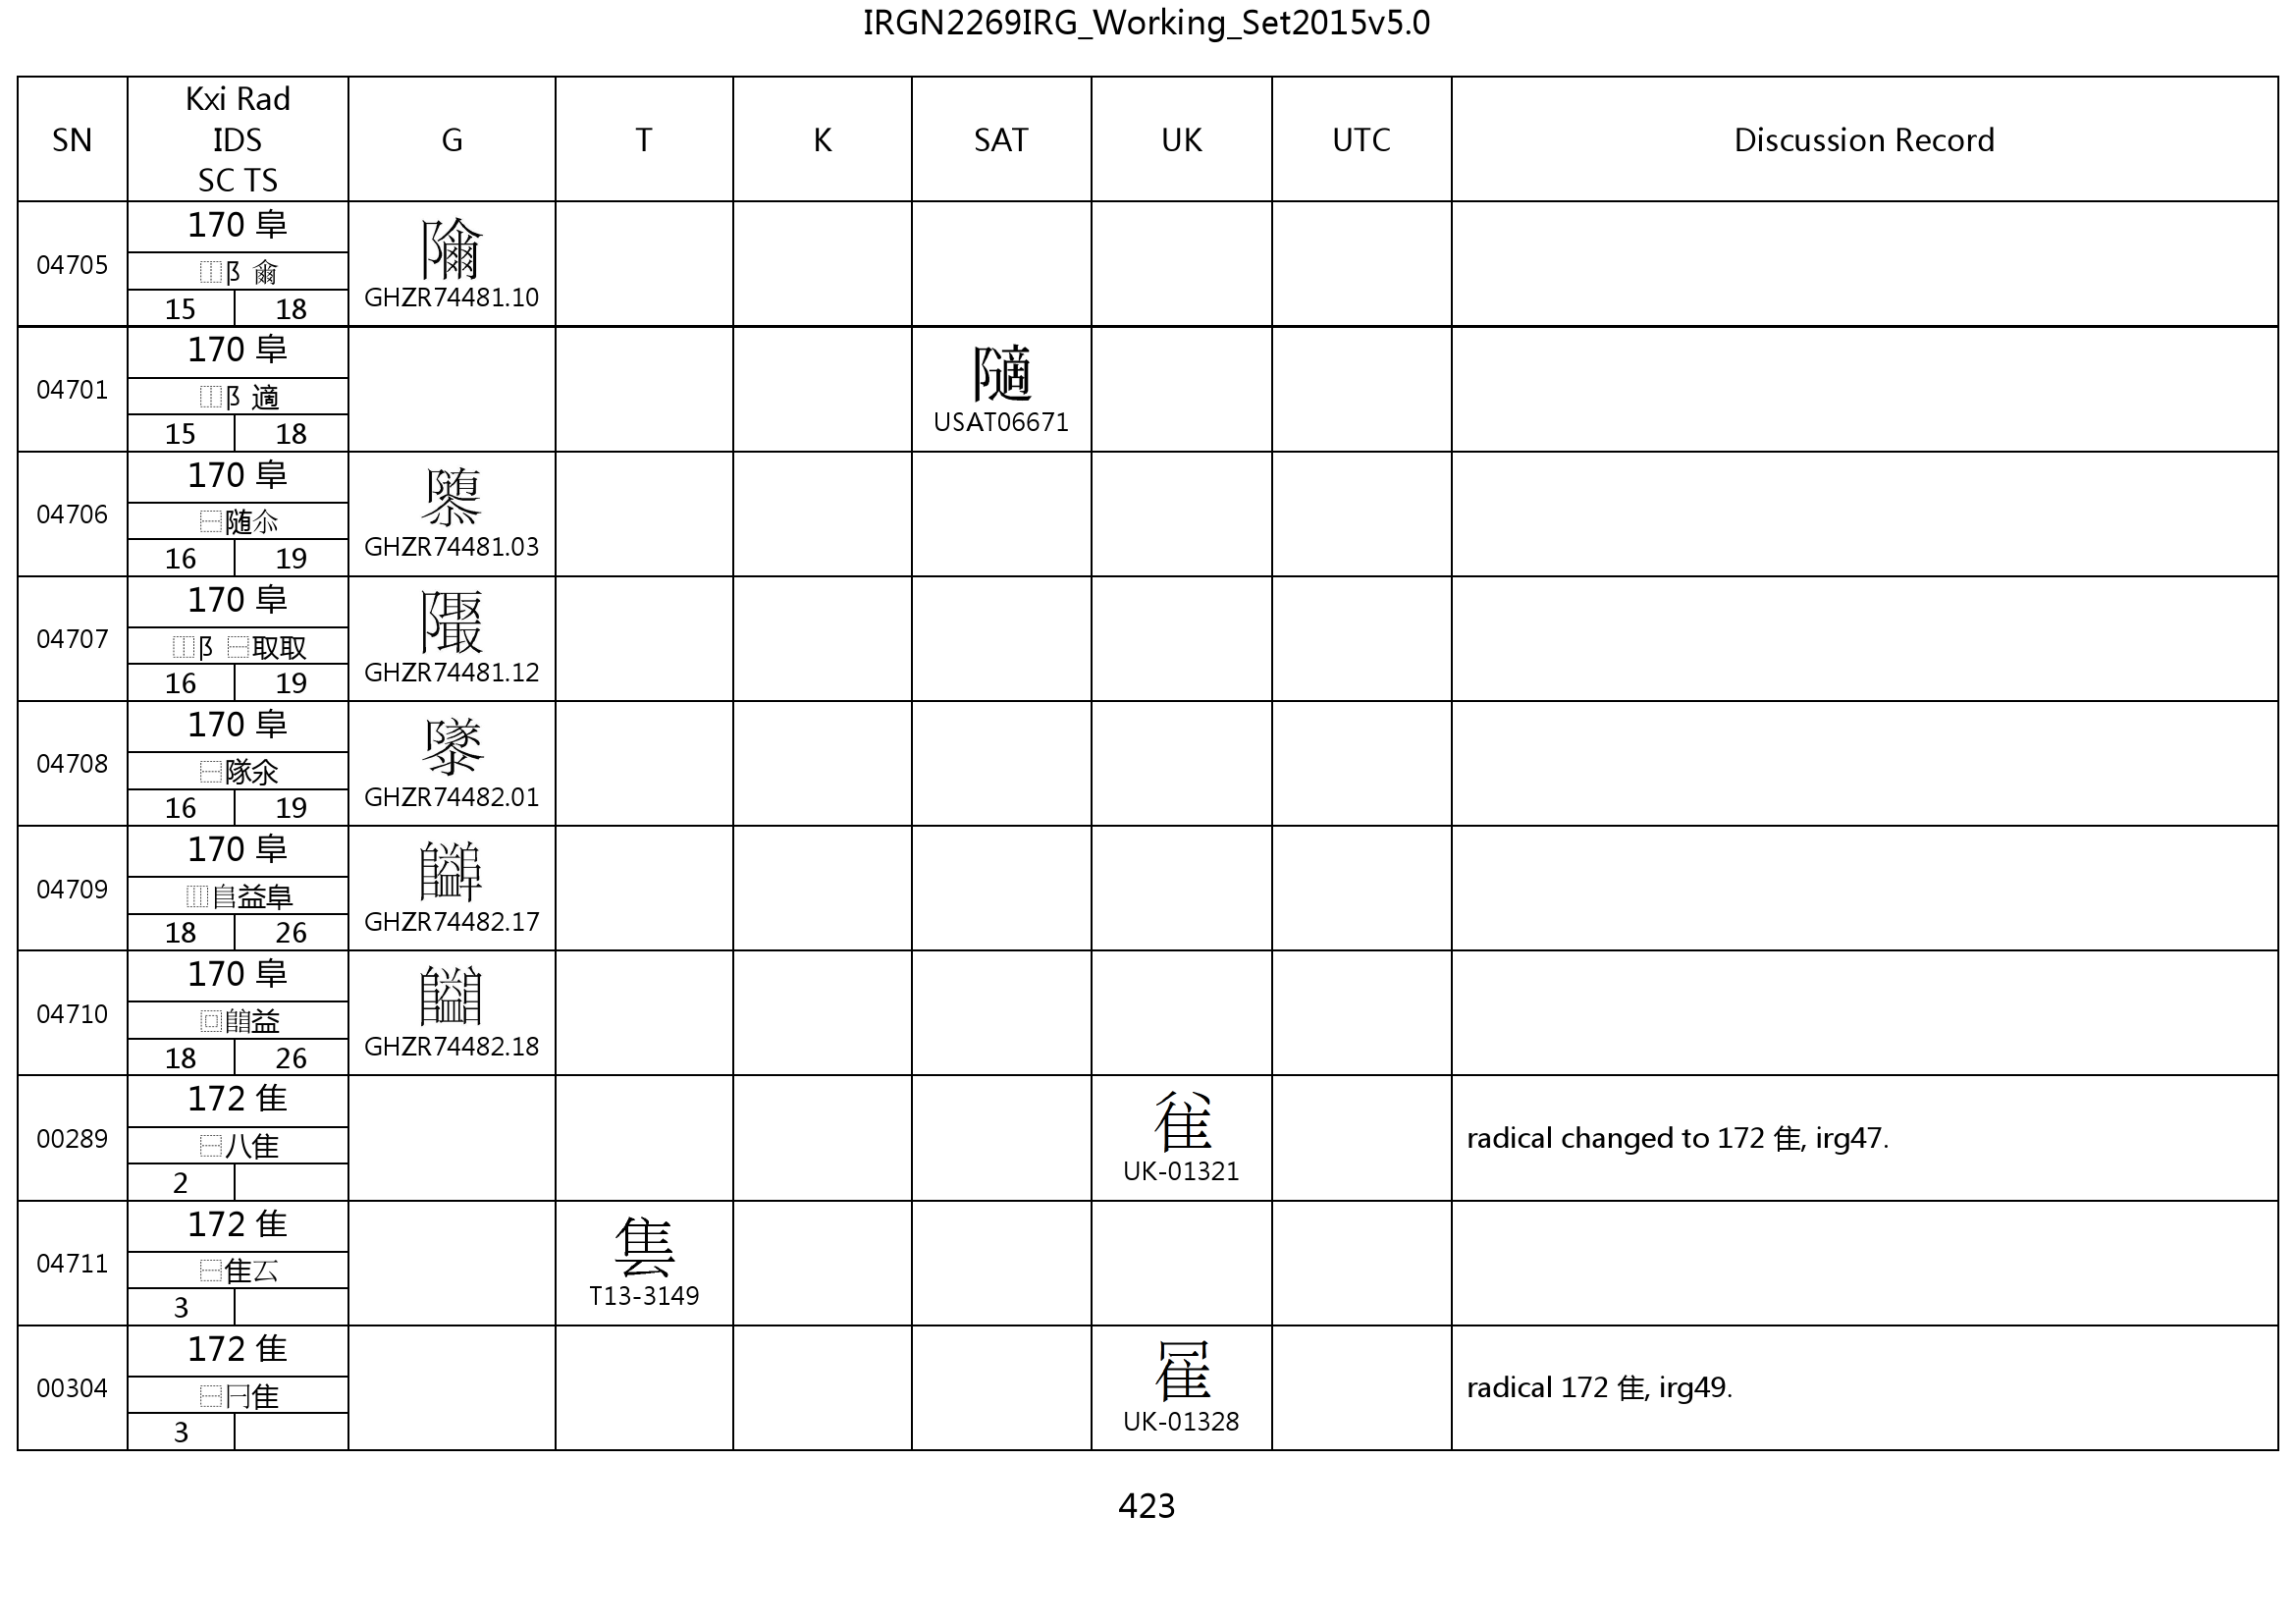 IRGN2269IRG_Working_Set2015v5.0
SN Kxi Rad IDS SC TS G T K SAT UK UTC Discussion Record
170 阜
04705 ⿰阝龠
GHZR74481.10
15 18
170 阜
04701 ⿰阝適
USAT06671
15 18
170 阜
04706 ⿱随
GHZR74481.03
16 19
170 阜
04707 ⿰阝⿱取取
GHZR74481.12
16 19
170 阜
04708 ⿱隊汆
GHZR74482.01
16 19
170 阜
04709 ⿲𠂤益阜
GHZR74482.17
18 26
170 阜
04710 ⿴益
GHZR74482.18
18 26
172 隹
00289 ⿱八隹
UK-01321
radical changed to 172 隹, irg47.
2
172 隹
04711 ⿱隹云
T13-3149
3
172 隹
00304 ⿱冃隹
UK-01328
radical 172 隹, irg49.
3
423